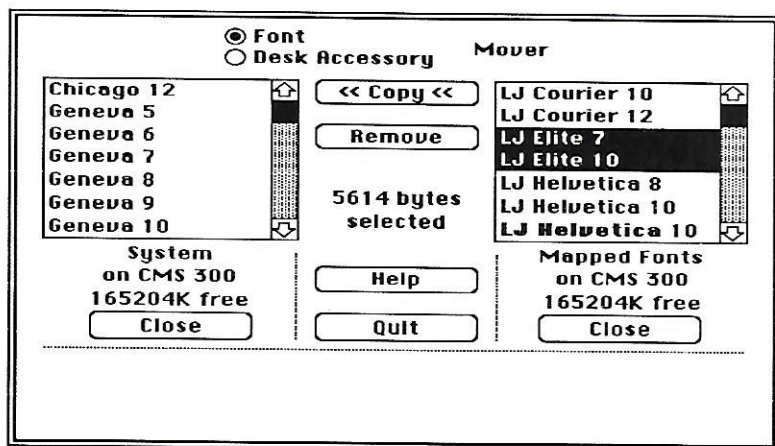 Font
Desk Accessory
Mover
Chicago 12
Geneva 5
Geneva 6
Geneva 7
Geneva 8
Geneva 9
Geneva 10
System
on CMS 300
165204K free
Close
<< Copy <<
Remove
5614 bytes
selected
Help
Quit
LJ Courier 10
LJ Courier 12
LJ Elite 7
LJ Elite 10
LJ Helvetica 8
LJ Helvetica 10
LJ Helvetica 10
Mapped Fonts
on CMS 300
165204K free
Close